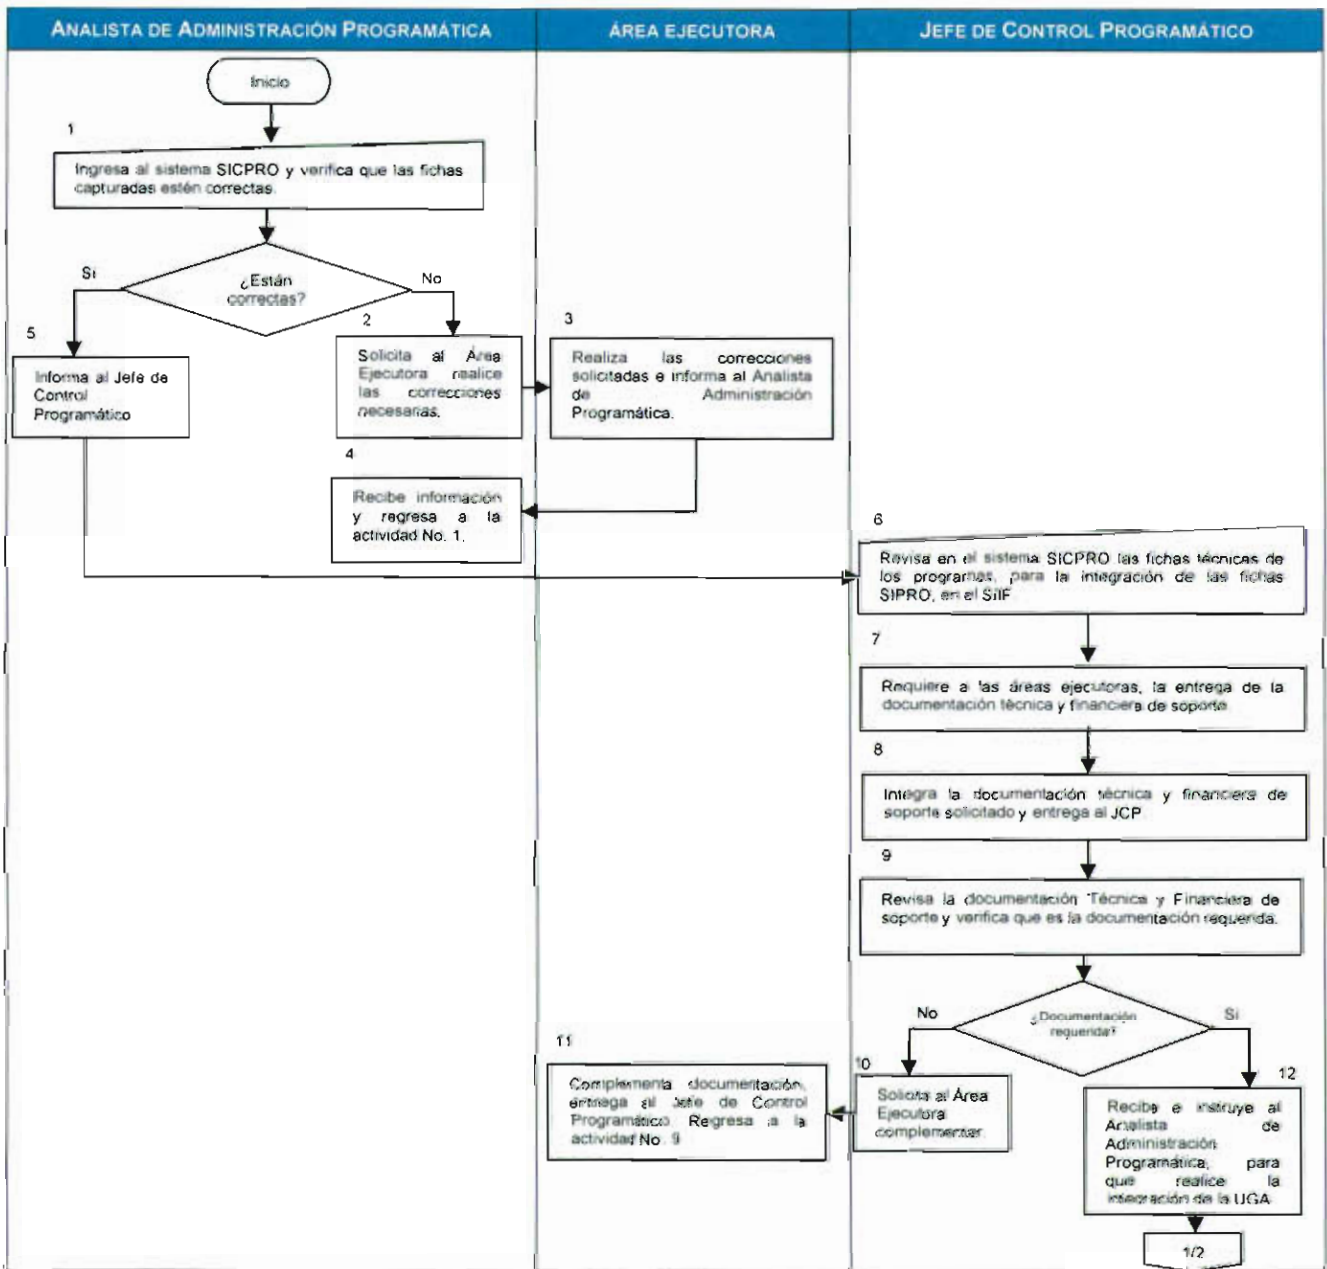 ANALISTA DE ADMINISTRACIÓN PROGRAMÁTICA
ÁREA EJECUTORA
JEFE DE CONTROL PROGRAMÁTICO
Inicio
1
Ingresa al sistema SICPRO y verifica que las fichas
capturadas estén correctas.
¿Están
correctas?
Si
No
5
Informa al Jefe de
Control
Programático
2
Solicita al Área
Ejecutora realice
las correcciones
necesarias.
3
Realiza las correcciones
solicitadas e informa al Analista
de Administración
Programática.
4
Recibe información
y regresa a la
actividad No. 1.
6
Revisa en el sistema SICPRO las fichas técnicas de
los programas, para la integración de las fichas
SIPRO, en el SIIF
7
Requiere a las áreas ejecutoras, la entrega de la
documentación técnica y financiera de soporte
8
Integra la documentación técnica y financiera de
soporte solicitado y entrega al JCP
9
Revisa la documentación Técnica y Financiera de
soporte y verifica que es la documentación requerida.
¿Documentación
requerida?
No
Si
10
Solicita al Área
Ejecutora
complementar.
11
Complementa documentación,
entrega al Jefe de Control
Programático. Regresa a la
actividad No. 9
12
Recibe e instruye al
Analista de
Administración
Programática, para
que realice la
integración de la UGA
1/2